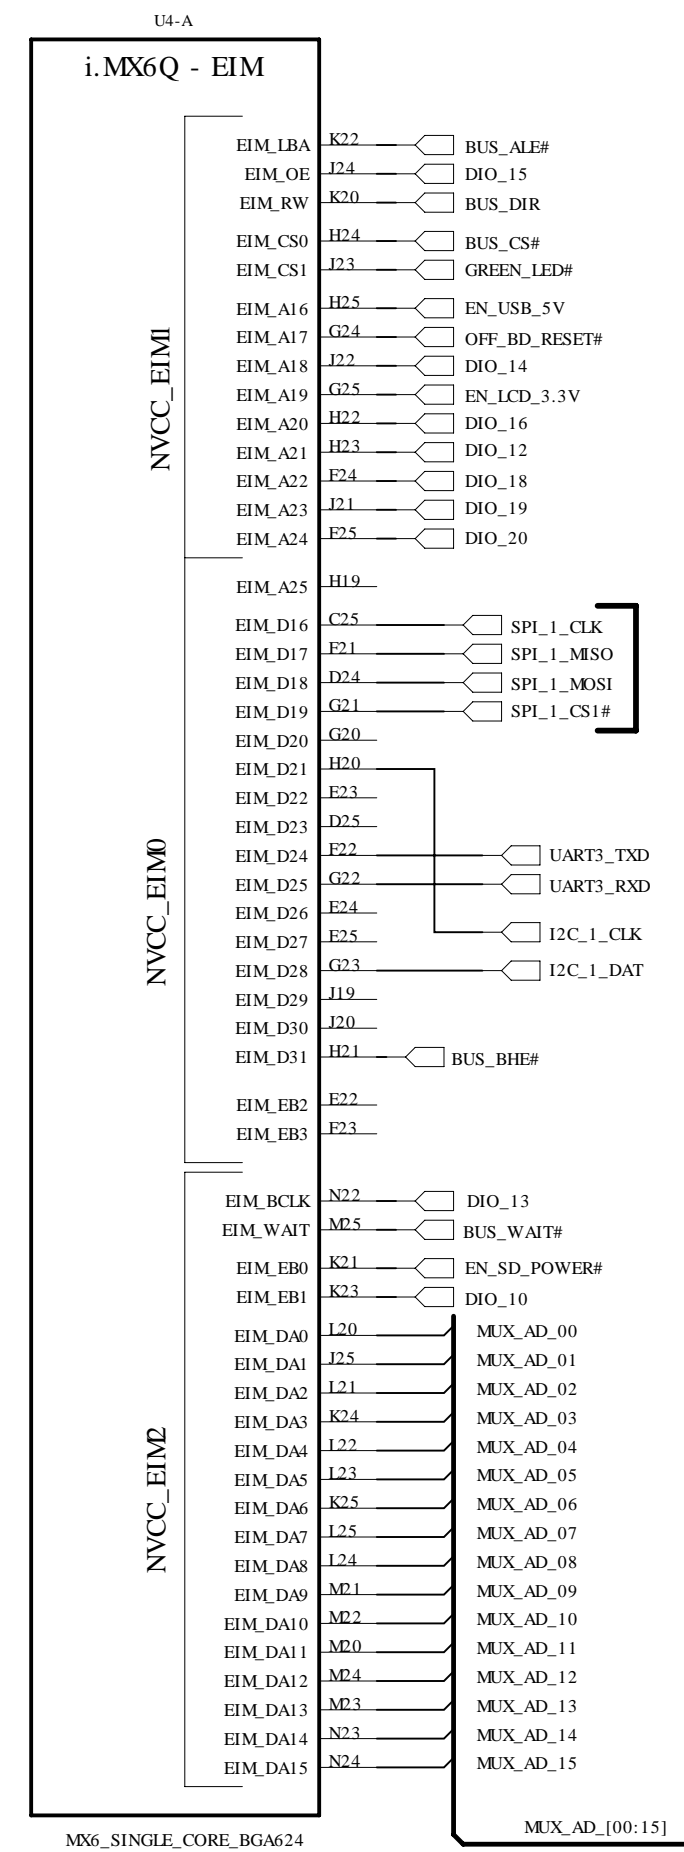 U4-A
i.MX6Q - EIM
NVCC_EIM1
EIM_LBA K22 BUS_ALE#
EIM_OE J24 DIO_15
EIM_RW K20 BUS_DIR
EIM_CS0 H24 BUS_CS#
EIM_CS1 J23 GREEN_LED#
EIM_A16 H25 EN_USB_5V
EIM_A17 G24 OFF_BD_RESET#
EIM_A18 J22 DIO_14
EIM_A19 G25 EN_LCD_3.3V
EIM_A20 H22 DIO_16
EIM_A21 H23 DIO_12
EIM_A22 F24 DIO_18
EIM_A23 J21 DIO_19
EIM_A24 F25 DIO_20
NVCC_EIM0
EIM_A25 H19
EIM_D16 C25 SPI_1_CLK
EIM_D17 F21 SPI_1_MISO
EIM_D18 D24 SPI_1_MOSI
EIM_D19 G21 SPI_1_CS1#
EIM_D20 G20
EIM_D21 H20
EIM_D22 E23
EIM_D23 D25
EIM_D24 F22 UART3_TXD
EIM_D25 G22 UART3_RXD
EIM_D26 E24
EIM_D27 E25 I2C_1_CLK
EIM_D28 G23 I2C_1_DAT
EIM_D29 J19
EIM_D30 J20
EIM_D31 H21 BUS_BHE#
EIM_EB2 E22
EIM_EB3 F23
NVCC_EIM2
EIM_BCLK N22 DIO_13
EIM_WAIT M25 BUS_WAIT#
EIM_EB0 K21 EN_SD_POWER#
EIM_EB1 K23 DIO_10
EIM_DA0 L20 MUX_AD_00
EIM_DA1 J25 MUX_AD_01
EIM_DA2 L21 MUX_AD_02
EIM_DA3 K24 MUX_AD_03
EIM_DA4 L22 MUX_AD_04
EIM_DA5 L23 MUX_AD_05
EIM_DA6 K25 MUX_AD_06
EIM_DA7 L25 MUX_AD_07
EIM_DA8 L24 MUX_AD_08
EIM_DA9 M21 MUX_AD_09
EIM_DA10 M22 MUX_AD_10
EIM_DA11 M20 MUX_AD_11
EIM_DA12 M24 MUX_AD_12
EIM_DA13 M23 MUX_AD_13
EIM_DA14 N23 MUX_AD_14
EIM_DA15 N24 MUX_AD_15
MUX_AD_[00:15]
MX6_SINGLE_CORE_BGA624